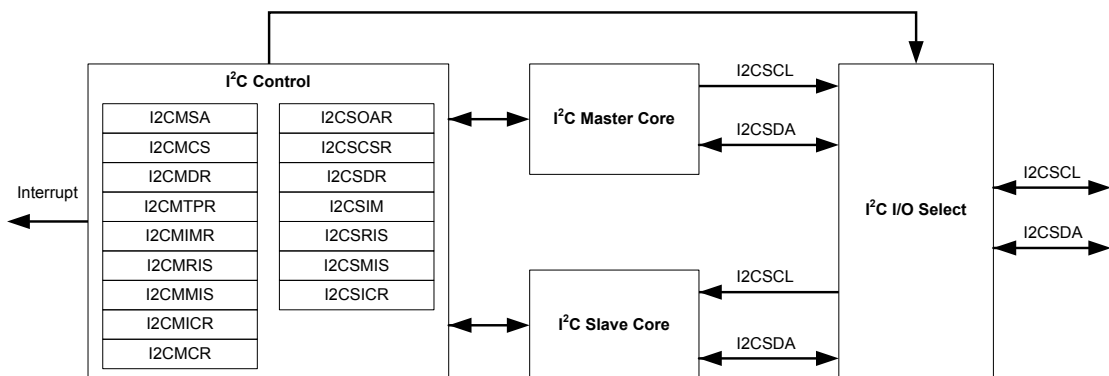 I²C Control
I2CMSA
I2CMCS
I2CMDR
I2CMTPR
I2CMIMR
I2CMRIS
I2CMMIS
I2CMICR
I2CMCR
I2CSOAR
I2CSCSR
I2CSDR
I2CSIM
I2CSRIS
I2CSMIS
I2CSICR
Interrupt
I²C Master Core
I2CSCL
I2CSDA
I²C Slave Core
I2CSCL
I2CSDA
I²C I/O Select
I2CSCL
I2CSDA